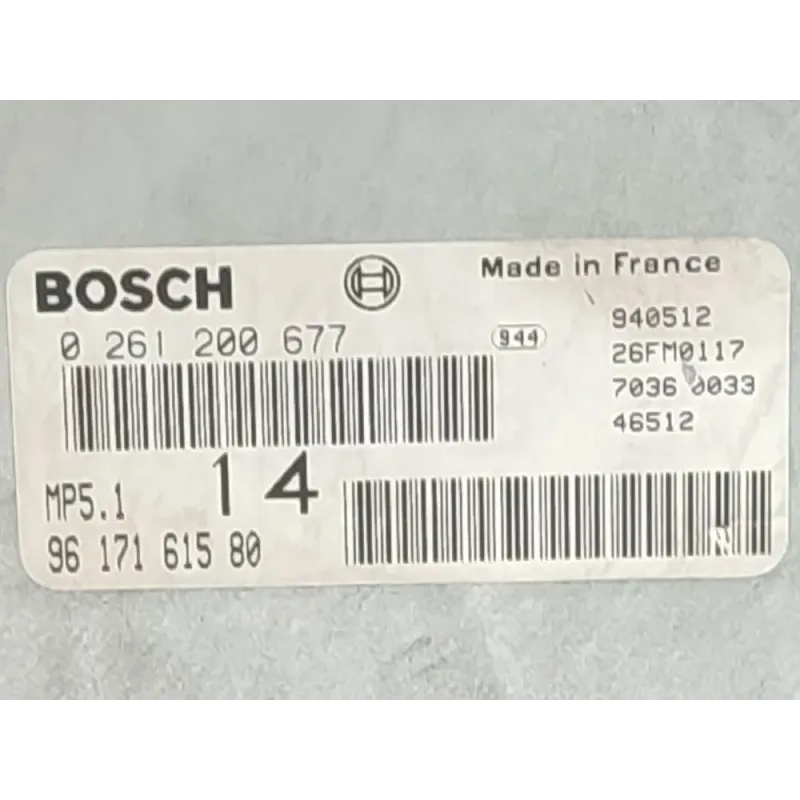 BOSCH
Made in France
0 261 200 677
944
940512
26FM0117
7036 0033
46512
MP5.1
14
96 171 615 80